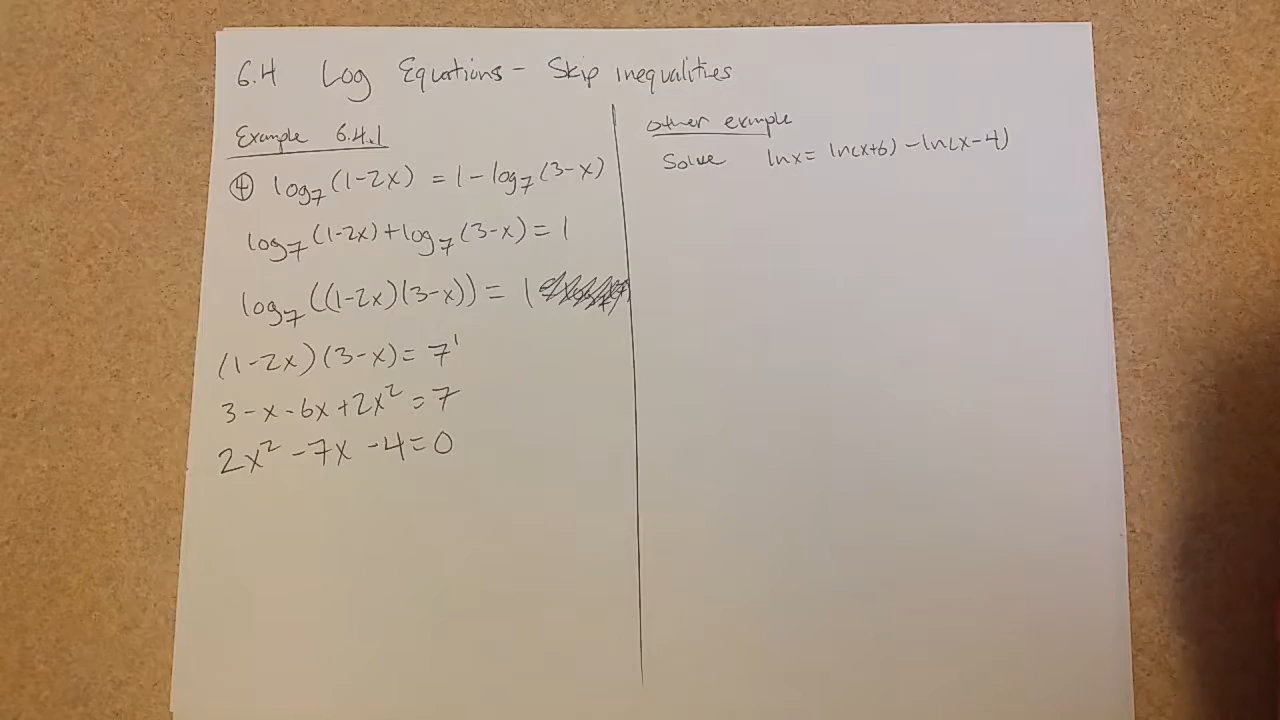 6.4 Log Equations - Skip inequalities
Example 6.4.1
④ log₇(1-2x) = 1 - log₇(3-x)
log₇(1-2x) + log₇(3-x) = 1
log₇((1-2x)(3-x)) = 1
(1-2x)(3-x) = 7¹
3 - x - 6x + 2x² = 7
2x² - 7x - 4 = 0
Other example
Solve ln x = ln(x+6) - ln(x-4)